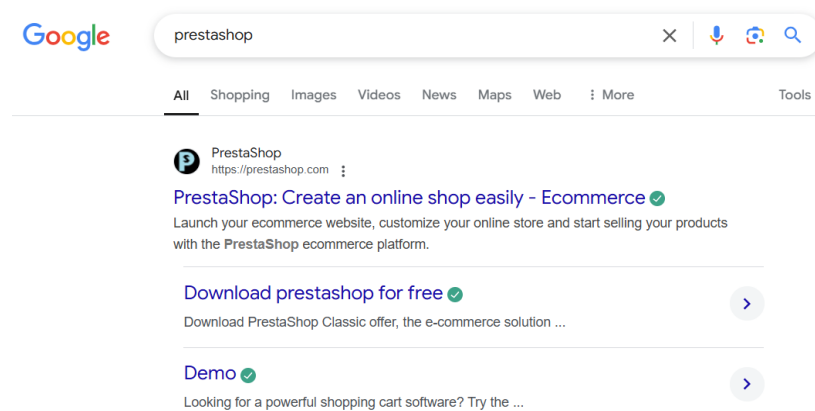 Google
prestashop
All Shopping Images Videos News Maps Web More Tools
PrestaShop
https://prestashop.com
PrestaShop: Create an online shop easily - Ecommerce
Launch your ecommerce website, customize your online store and start selling your products
with the PrestaShop ecommerce platform.
Download prestashop for free
Download PrestaShop Classic offer, the e-commerce solution ...
Demo
Looking for a powerful shopping cart software? Try the ...